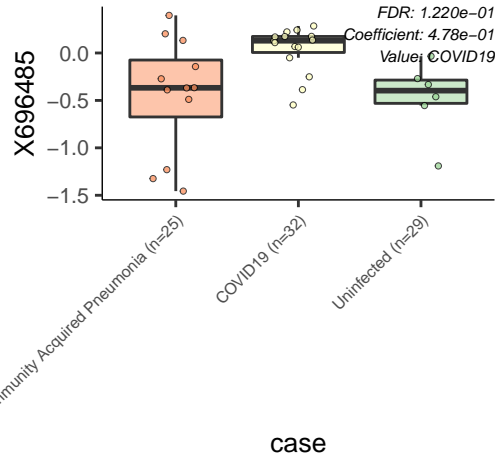 FDR: 1.220e-01
Coefficient: 4.78e-01
Value: COVID19
X696485
0.0
−0.5
−1.0
−1.5
mmunity Acquired Pneumonia (n=25)
COVID19 (n=32)
Uninfected (n=29)
case